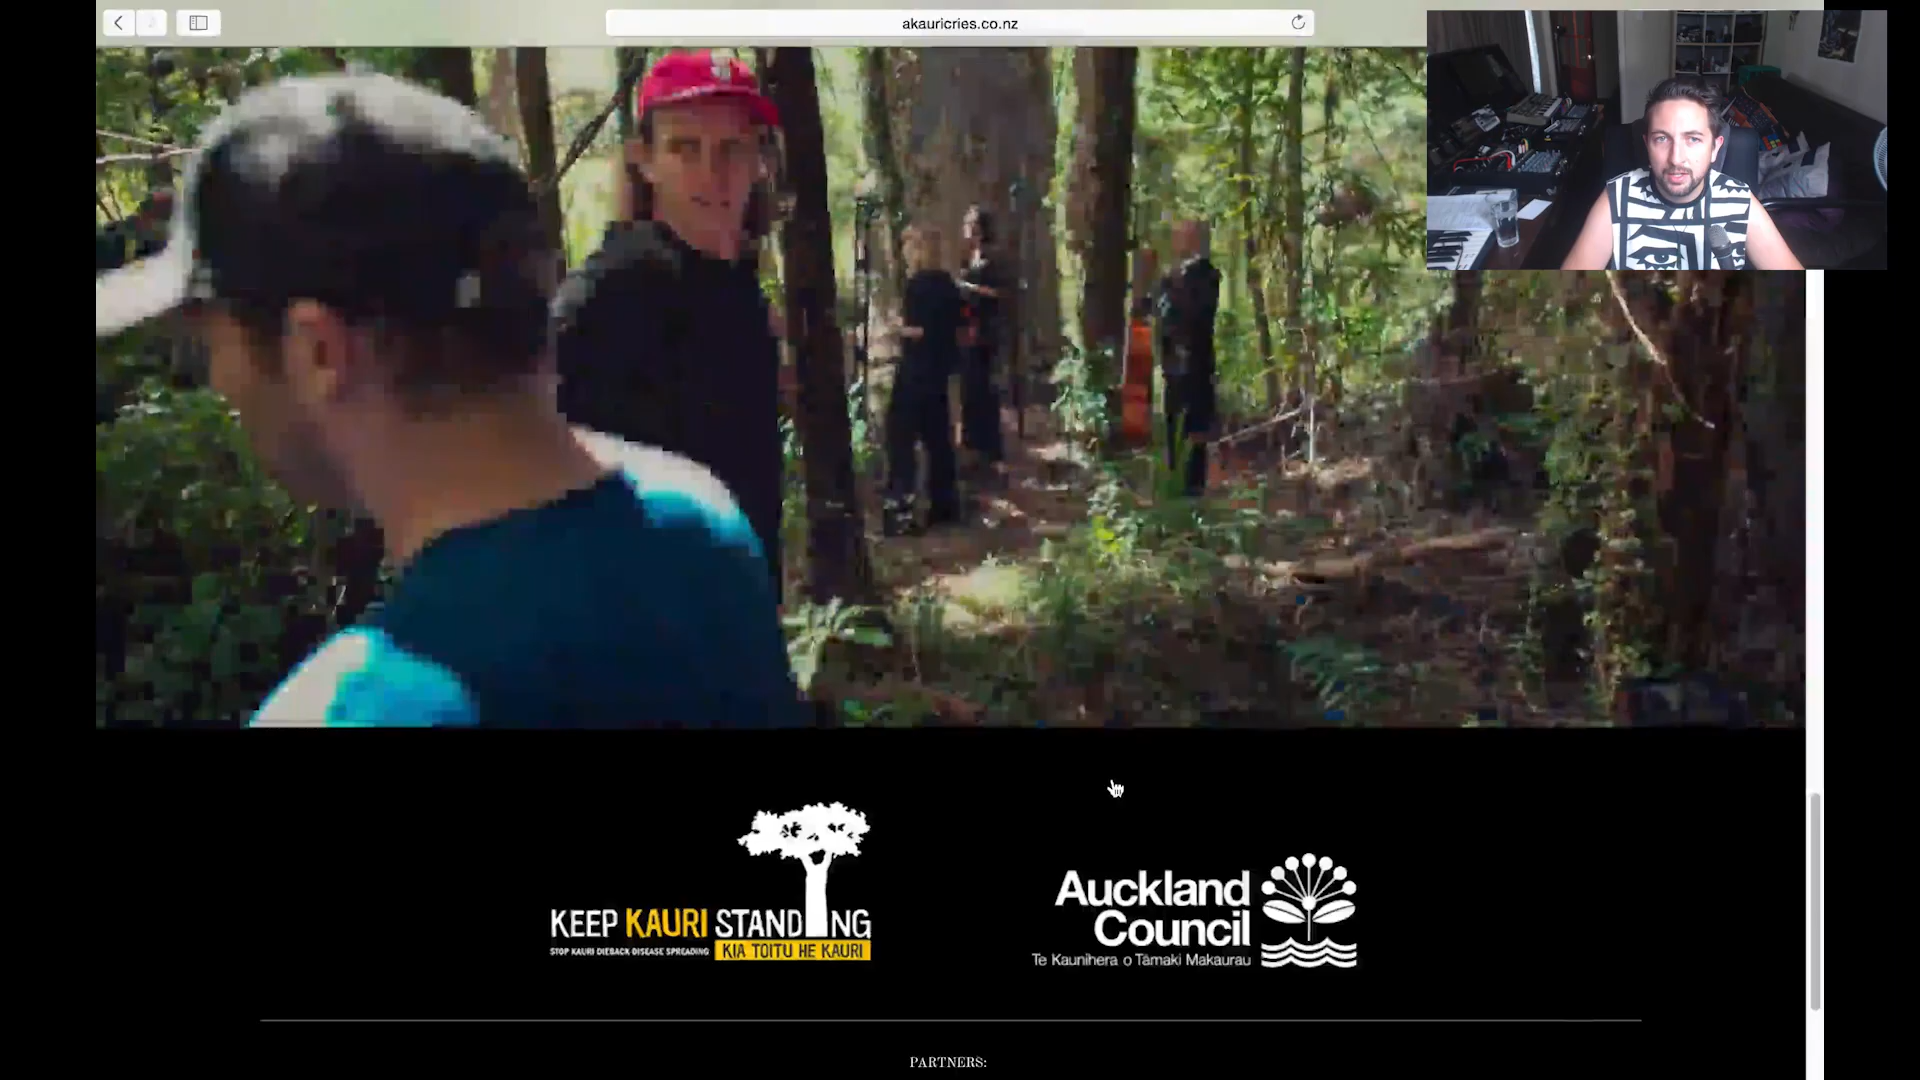 akauricries.co.nz
KEEP KAURI STANDING
STOP KAURI DIEBACK DISEASE SPREADING
KIA TOITU HE KAURI
Auckland
Council
Te Kaunihera o Tāmaki Makaurau
PARTNERS: